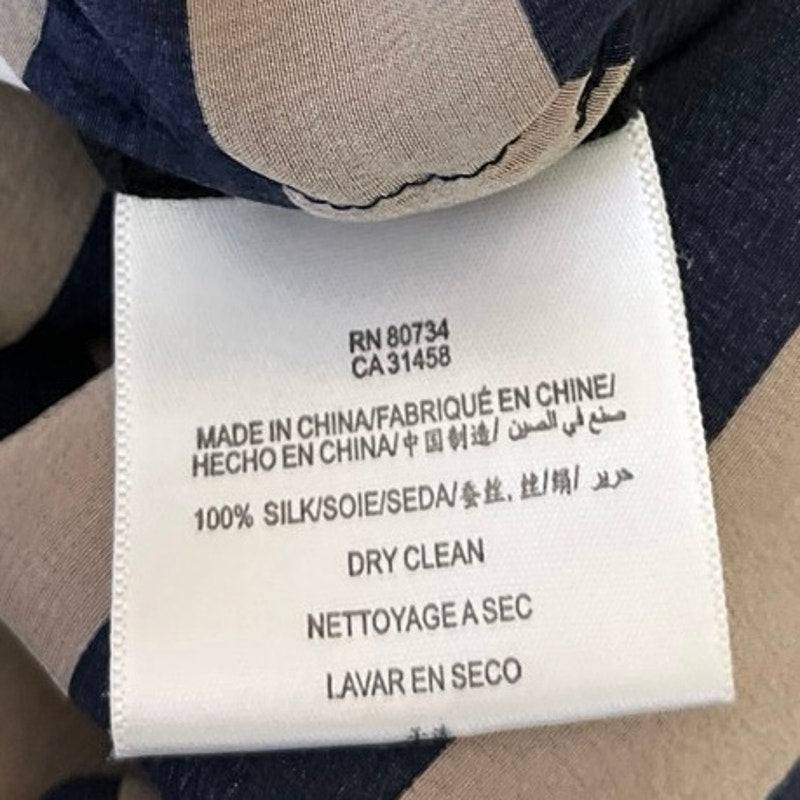 RN 80734
CA 31458
MADE IN CHINA/FABRIQUÉ EN CHINE/
HECHO EN CHINA/中国制造/ صنع في الصين
100% SILK/SOIE/SEDA/蚕丝, 丝/绢/ حرير
DRY CLEAN
NETTOYAGE A SEC
LAVAR EN SECO